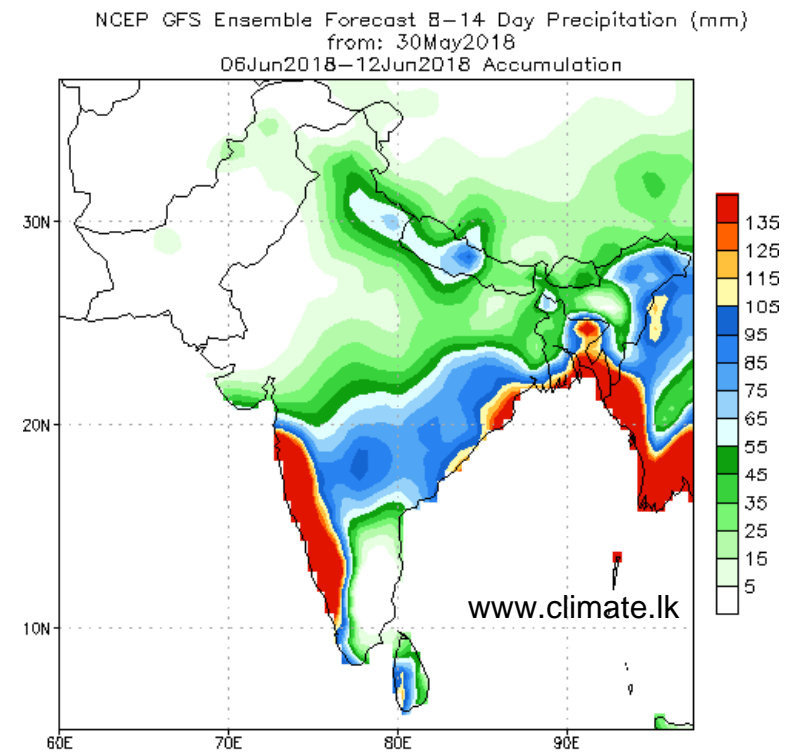 NCEP GFS Ensemble Forecast 8-14 Day Precipitation (mm)
from: 30May2018
06Jun2018-12Jun2018 Accumulation
30N
20N
10N
60E
70E
80E
90E
www.climate.lk
135
125
115
105
95
85
75
65
55
45
35
25
15
5